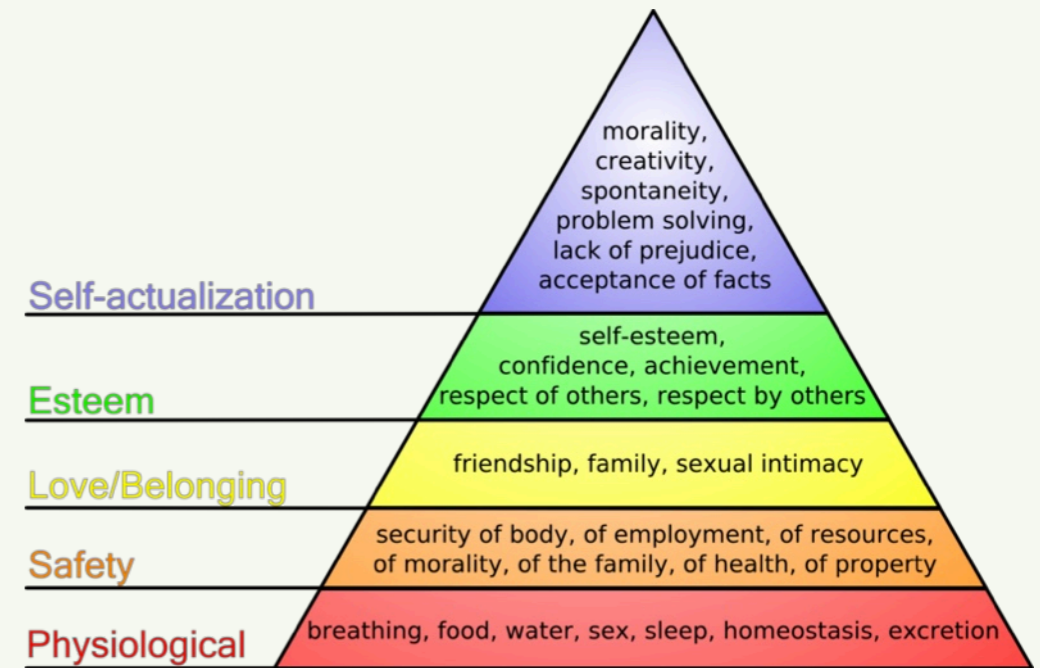 morality,
creativity,
spontaneity,
problem solving,
lack of prejudice,
acceptance of facts
Self-actualization
self-esteem,
confidence, achievement,
respect of others, respect by others
Esteem
friendship, family, sexual intimacy
Love/Belonging
security of body, of employment, of resources,
of morality, of the family, of health, of property
Safety
breathing, food, water, sex, sleep, homeostasis, excretion
Physiological